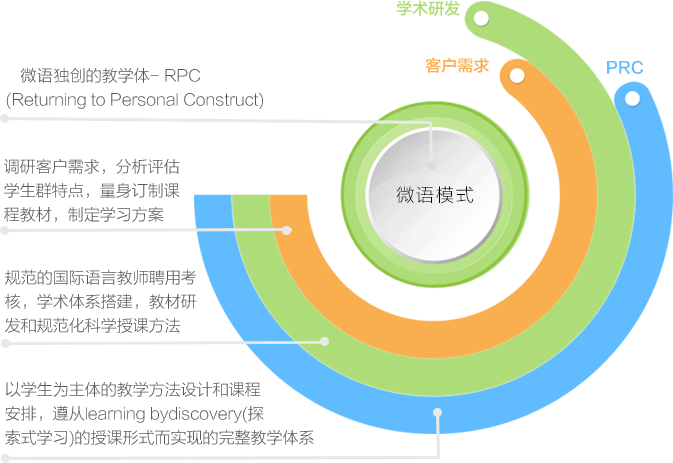 学术研发
客户需求
PRC
微语独创的教学体- RPC
(Returning to Personal Construct)
调研客户需求，分析评估
学生群特点，量身订制课
程教材，制定学习方案
微语模式
规范的国际语言教师聘用考
核，学术体系搭建，教材研
发和规范化科学授课方法
以学生为主体的教学方法设计和课程
安排，遵从learning bydiscovery(探
索式学习)的授课形式而实现的完整教学体系